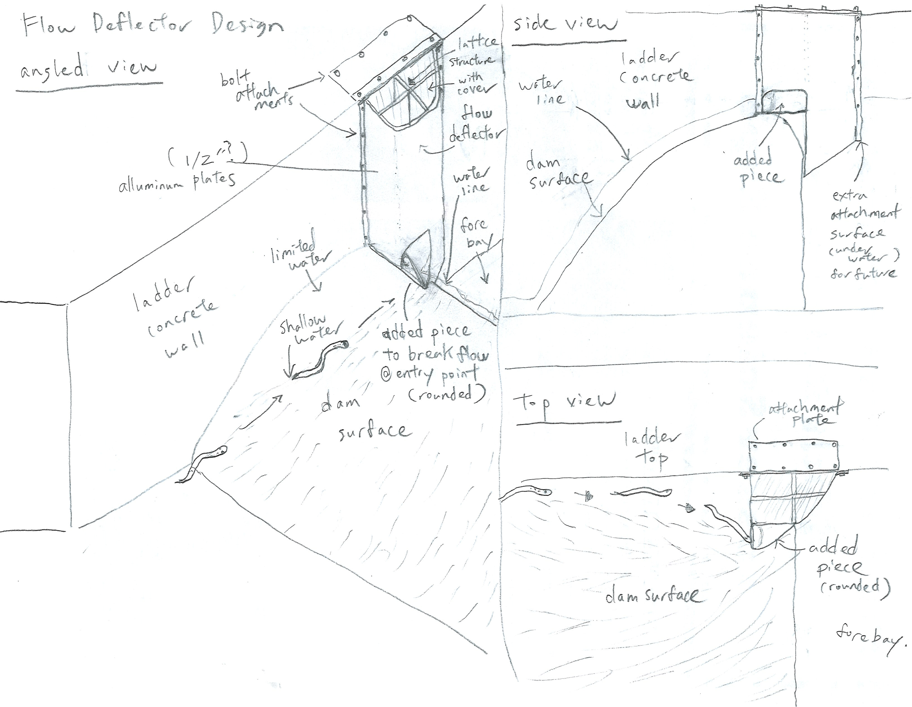 Flow Deflector Design
angled view
bolt
attach
ments
lattce
structure
with
cover
flow
deflector
(1/2"?)
alluminum plates
water
line
fore
bay
limited
water
ladder
concrete
wall
shallow
water
added piece
to break flow
@ entry point
(rounded)
dam
surface
side view
ladder
concrete
wall
water
line
dam
surface
added
piece
extra
attachment
surface
(under
water)
for future
top view
attachment
plate
ladder
top
added
piece
(rounded)
dam surface
forebay.